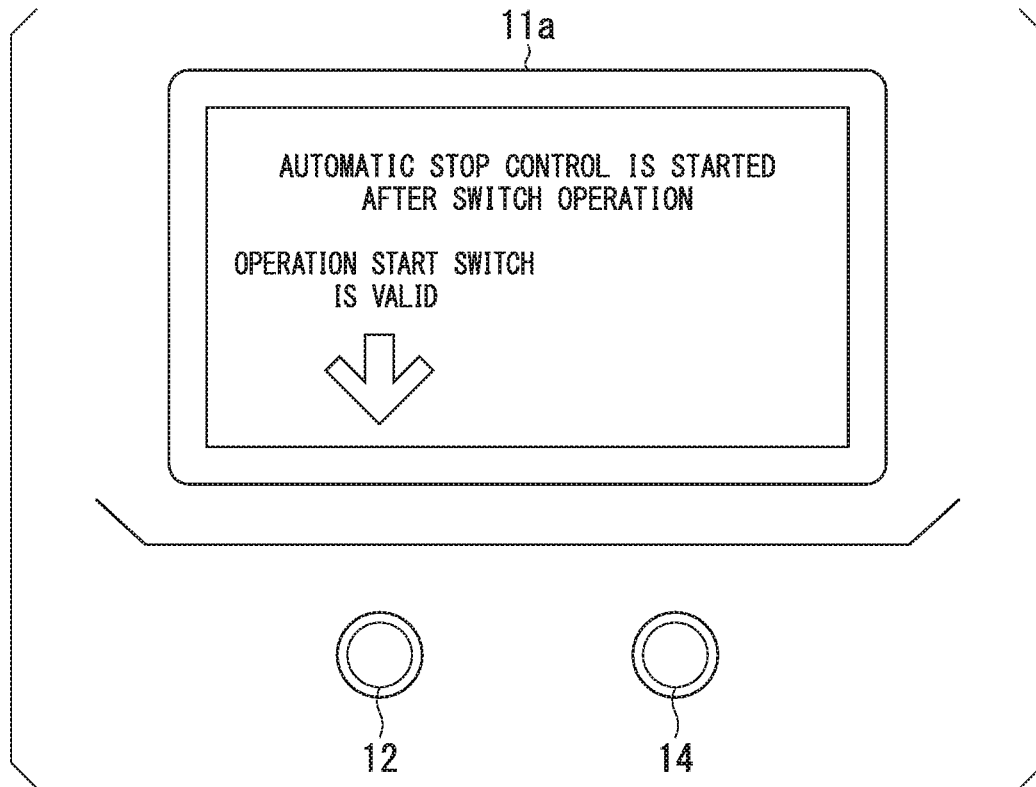 11a
AUTOMATIC STOP CONTROL IS STARTED
AFTER SWITCH OPERATION
OPERATION START SWITCH
IS VALID
12
14